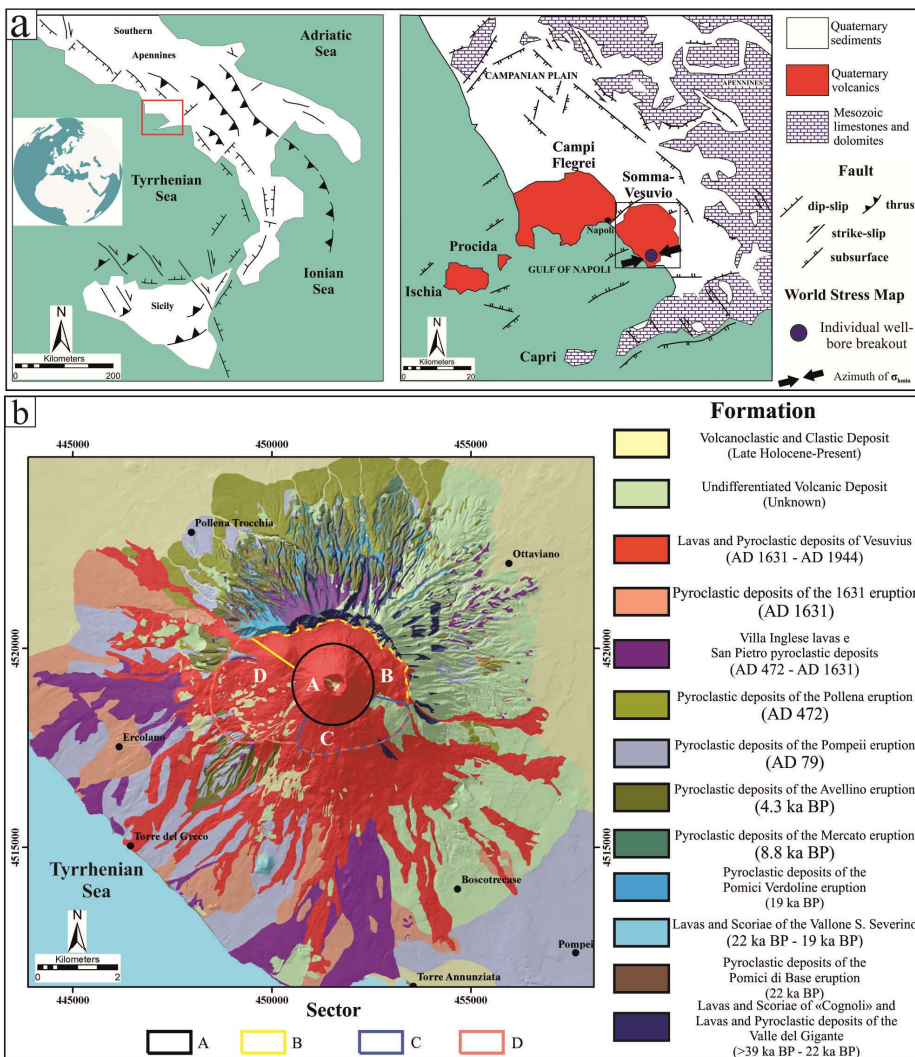 a
Southern
Apennines
Adriatic
Sea
Tyrrhenian
Sea
Ionian
Sea
Sicily
N
Kilometers
0
200
CAMPANIAN PLAIN
APENNINES
Campi
Flegrei
Somma-
Vesuvio
Napoli
Procida
GULF OF NAPOLI
Ischia
Capri
N
Kilometers
0
20
Quaternary
sediments
Quaternary
volcanics
Mesozoic
limestones and
dolomites
Fault
dip-slip
thrus
strike-slip
subsurface
World Stress Map
Individual well-
bore breakout
Azimuth of σhmin
b
445000
450000
455000
4520000
4520000
4515000
4515000
Pollena Trocchia
Ottaviano
D
A
B
C
Ercolano
Torre del Greco
Tyrrhenian
Sea
Boscotrecase
Pompei
Torre Annunziata
N
Kilometers
0
2
445000
450000
455000
Sector
A
B
C
D
Formation
Volcanoclastic and Clastic Deposit
(Late Holocene-Present)
Undifferentiated Volcanic Deposit
(Unknown)
Lavas and Pyroclastic deposits of Vesuvius
(AD 1631 - AD 1944)
Pyroclastic deposits of the 1631 eruption
(AD 1631)
Villa Inglese lavas e
San Pietro pyroclastic deposits
(AD 472 - AD 1631)
Pyroclastic deposits of the Pollena eruption
(AD 472)
Pyroclastic deposits of the Pompeii eruption
(AD 79)
Pyroclastic deposits of the Avellino eruption
(4.3 ka BP)
Pyroclastic deposits of the Mercato eruption
(8.8 ka BP)
Pyroclastic deposits of the
Pomici Verdoline eruption
(19 ka BP)
Lavas and Scoriae of the Vallone S. Severino
(22 ka BP - 19 ka BP)
Pyroclastic deposits of the
Pomici di Base eruption
(22 ka BP)
Lavas and Scoriae of «Cognoli» and
Lavas and Pyroclastic deposits of the
Valle del Gigante
(>39 ka BP - 22 ka BP)